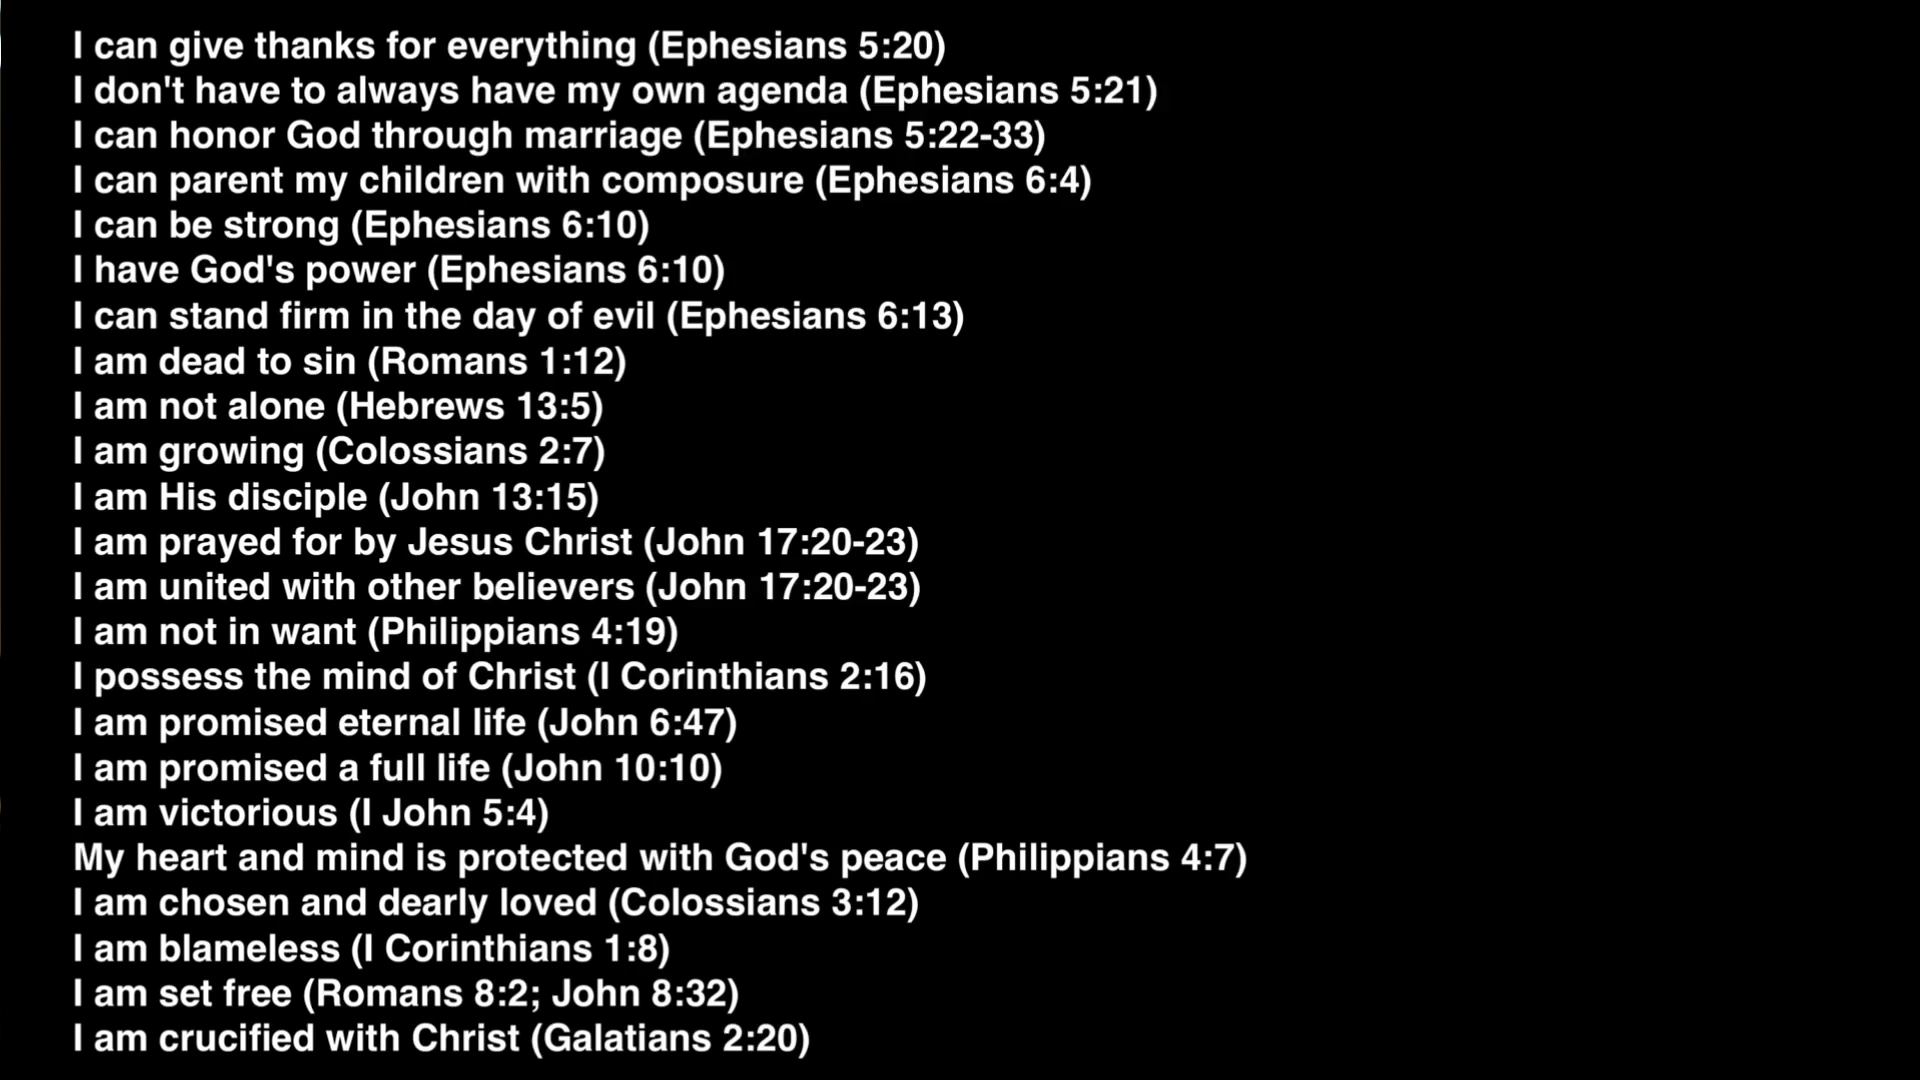 I can give thanks for everything (Ephesians 5:20)
I don't have to always have my own agenda (Ephesians 5:21)
I can honor God through marriage (Ephesians 5:22-33)
I can parent my children with composure (Ephesians 6:4)
I can be strong (Ephesians 6:10)
I have God's power (Ephesians 6:10)
I can stand firm in the day of evil (Ephesians 6:13)
I am dead to sin (Romans 1:12)
I am not alone (Hebrews 13:5)
I am growing (Colossians 2:7)
I am His disciple (John 13:15)
I am prayed for by Jesus Christ (John 17:20-23)
I am united with other believers (John 17:20-23)
I am not in want (Philippians 4:19)
I possess the mind of Christ (I Corinthians 2:16)
I am promised eternal life (John 6:47)
I am promised a full life (John 10:10)
I am victorious (I John 5:4)
My heart and mind is protected with God's peace (Philippians 4:7)
I am chosen and dearly loved (Colossians 3:12)
I am blameless (I Corinthians 1:8)
I am set free (Romans 8:2; John 8:32)
I am crucified with Christ (Galatians 2:20)